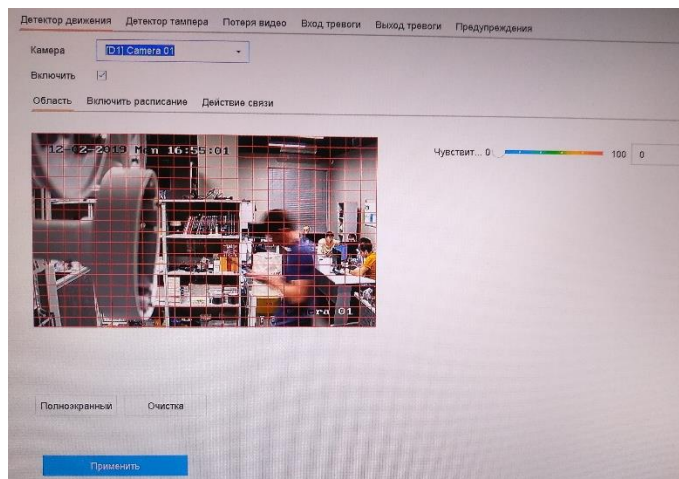 Детектор движения Детектор тампера Потеря видео Вход тревоги Выход тревоги Предупреждения
Камера [D1] Camera 01
Включить
Область Включить расписание Действие связи
12-02-2019 Mon 16:55:01
Чувствит... 0 100 0
01
Полноэкранный Очистка
Применить